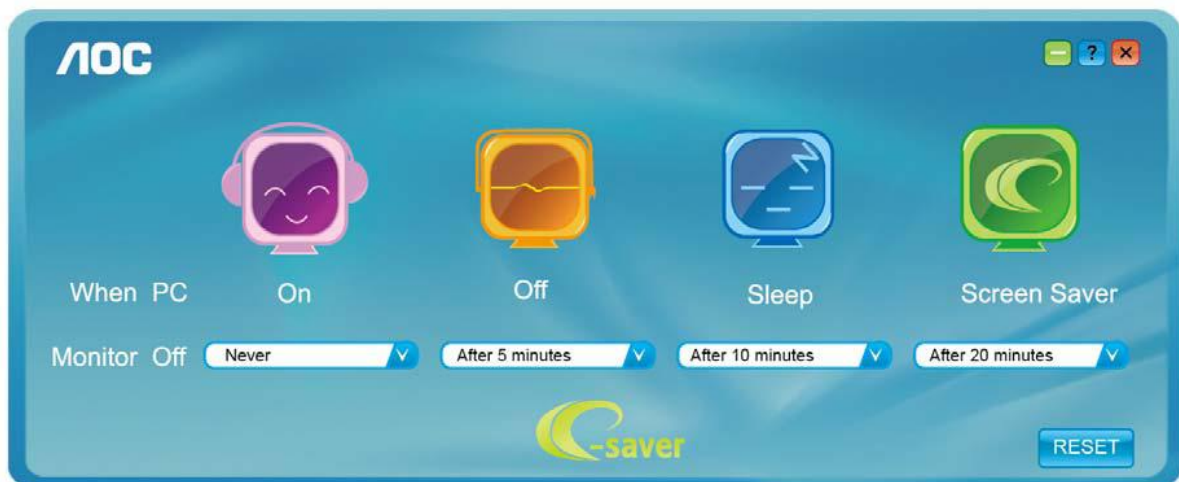 AOC
?
When PC On Off Sleep Screen Saver
Monitor Off Never After 5 minutes After 10 minutes After 20 minutes
e-saver
RESET